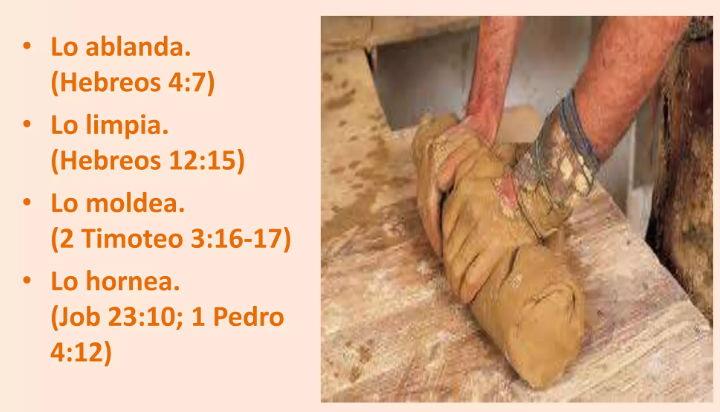 • Lo ablanda.
(Hebreos 4:7)
• Lo limpia.
(Hebreos 12:15)
• Lo moldea.
(2 Timoteo 3:16-17)
• Lo hornea.
(Job 23:10; 1 Pedro
4:12)